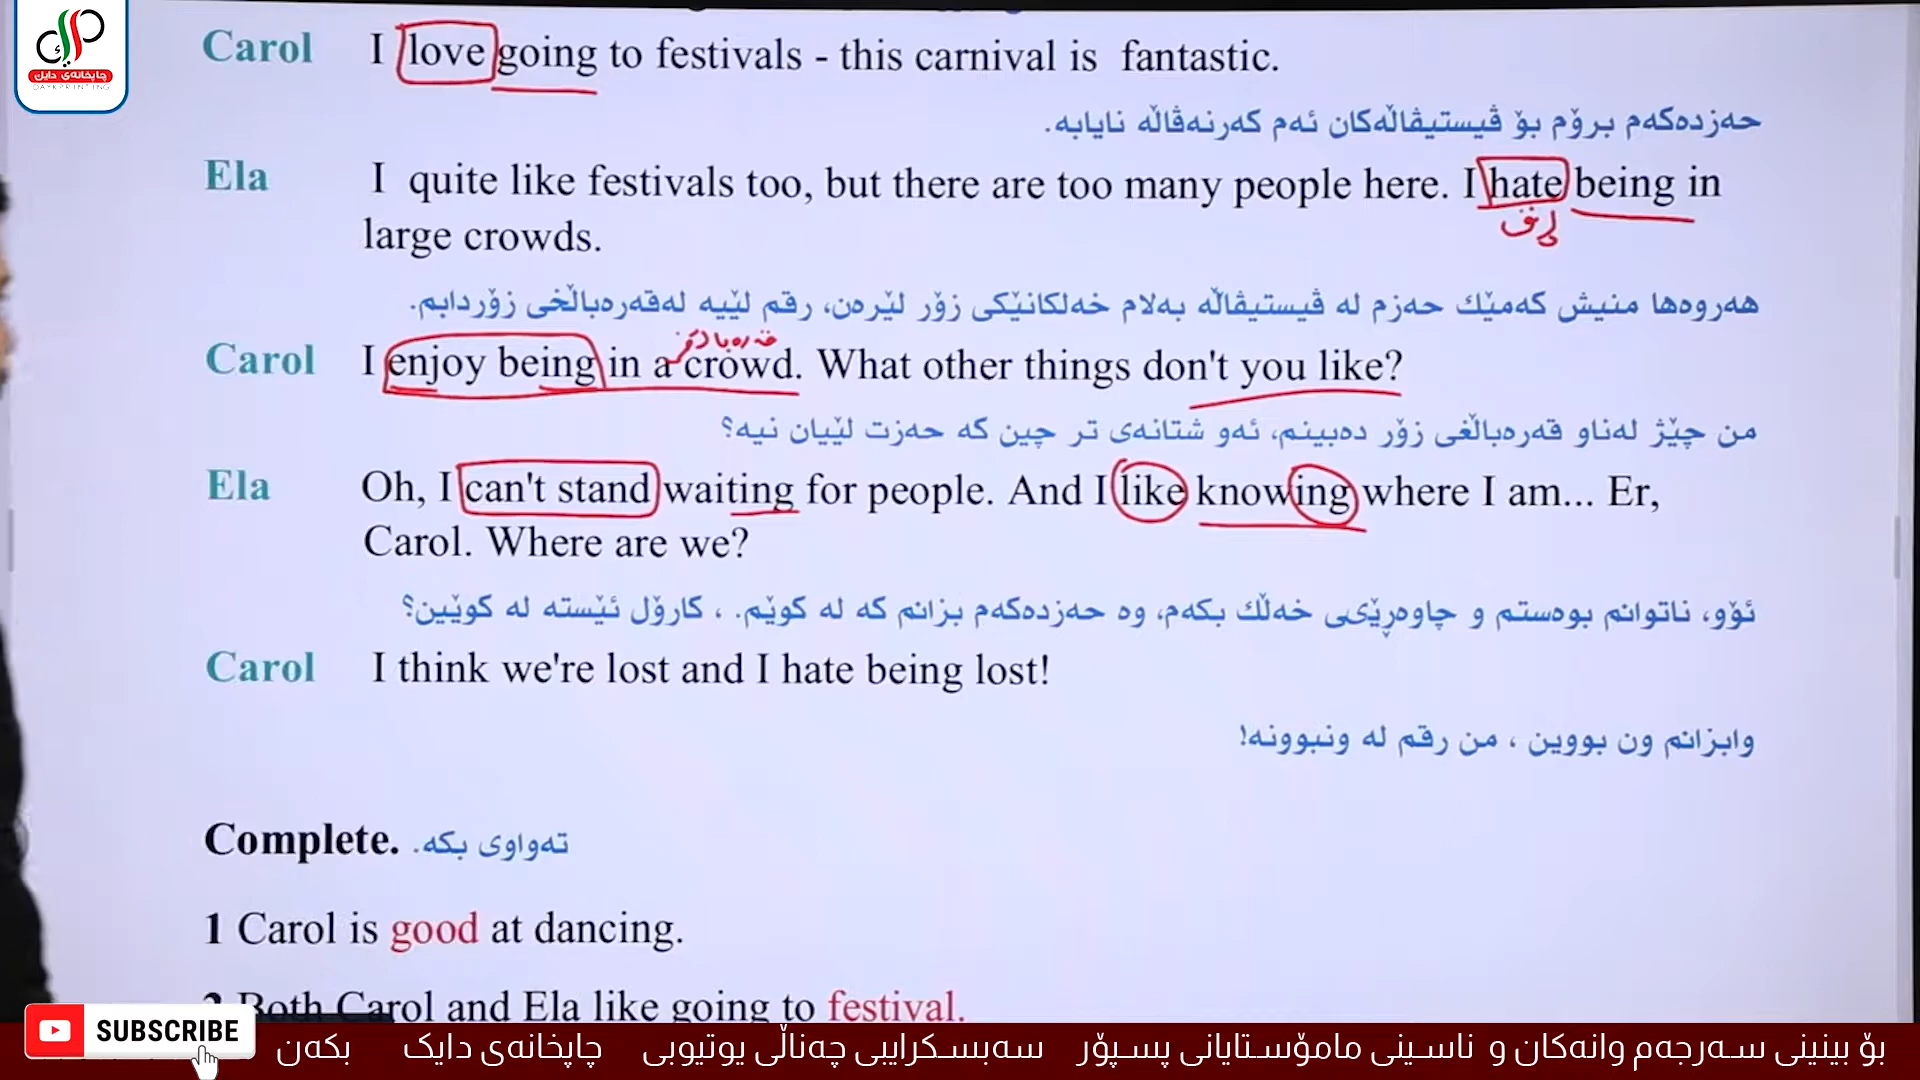 چاپخانەی دایک
DAYKPRINTING
Carol I love going to festivals - this carnival is fantastic.
حەزدەکەم برۆم بۆ ڤیستیڤاڵەکان ئەم کەرنەڤاڵە نایابە.
Ela I quite like festivals too, but there are too many people here. I hate being in
ڕق
large crowds.
هەروەها منیش کەمێك حەزم لە ڤیستیڤاڵە بەلام خەلکانێکی زۆر لێرەن، رقم لێیە لەقەرەباڵخی زۆردابم.
Carol I enjoy being in a crowd. What other things don't you like?
من چێژ لەناو قەرەباڵغی زۆر دەبینم، ئەو شتانەی تر چین کە حەزت لێیان نیە؟
Ela Oh, I can't stand waiting for people. And I like knowing where I am... Er,
Carol. Where are we?
ئۆو، ناتوانم بوەستم و چاوەڕێی خەڵك بکەم، وە حەزدەکەم بزانم کە لە کوێم. ، کارۆل ئێستە لە کوێین؟
Carol I think we're lost and I hate being lost!
وابزانم ون بووین ، من رقم لە ونبوونە!
Complete. تەواوی بکە.
1 Carol is good at dancing.
2 Both Carol and Ela like going to festival.
SUBSCRIBE
بۆ بینینی سەرجەم وانەکان و ناسینی مامۆستایانی پسپۆر سەبسکرایبی چەناڵی یوتیوبی چاپخانەی دایک بکەن